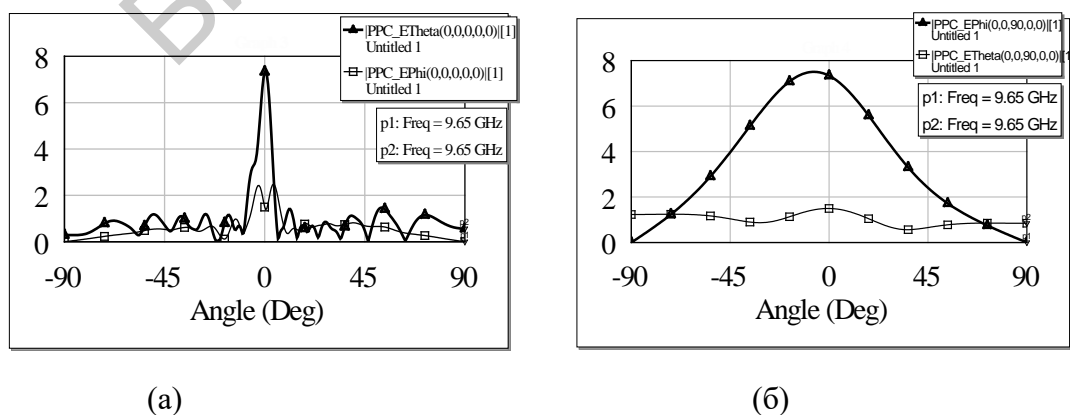 |PPC_ETheta(0,0,0,0,0)|[1]
Untitled 1
|PPC_EPhi(0,0,0,0,0)|[1]
Untitled 1
p1: Freq = 9.65 GHz
p2: Freq = 9.65 GHz
8
6
4
2
0
-90
-45
0
45
90
Angle (Deg)
(а)
|PPC_EPhi(0,0,90,0,0)|[1]
Untitled 1
|PPC_ETheta(0,0,90,0,0)|[1
Untitled 1
p1: Freq = 9.65 GHz
p2: Freq = 9.65 GHz
8
6
4
2
0
-90
-45
0
45
90
Angle (Deg)
(б)